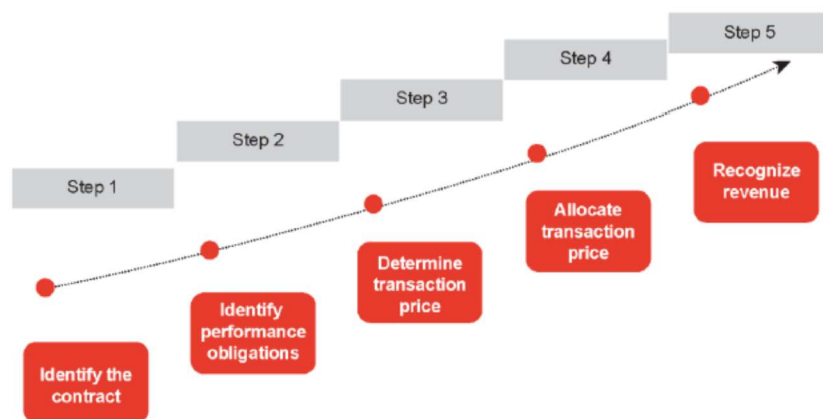 Step 1
Step 2
Step 3
Step 4
Step 5
Identify the
contract
Identify
performance
obligations
Determine
transaction
price
Allocate
transaction
price
Recognize
revenue